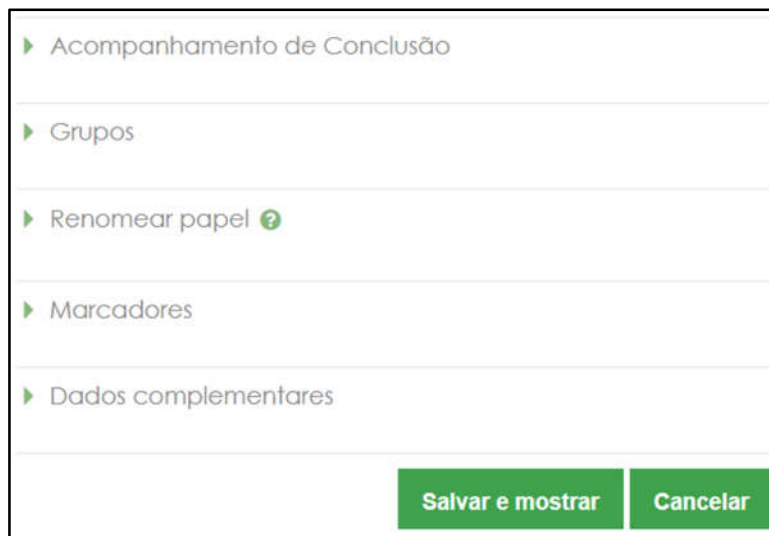 Acompanhamento de Conclusão
Grupos
Renomear papel
Marcadores
Dados complementares
Salvar e mostrar Cancelar